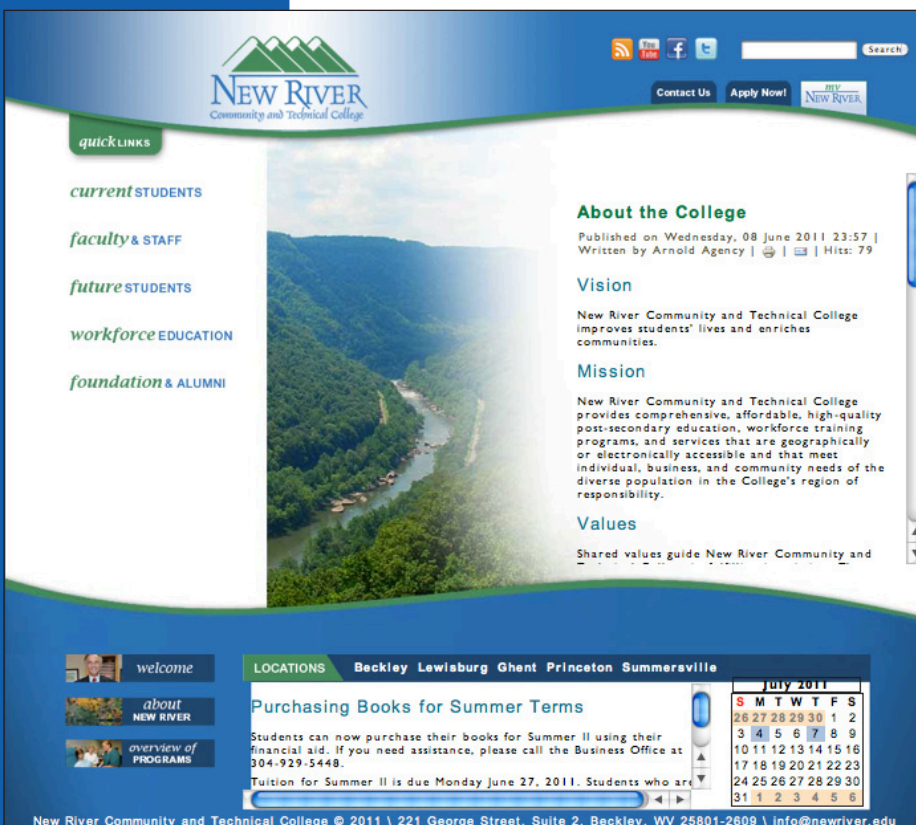 NEW RIVER
Community and Technical College
You
Tube
Search
Contact Us
Apply Now!
my
NEW RIVER
quick LINKS
current STUDENTS
faculty & STAFF
future STUDENTS
workforce EDUCATION
foundation & ALUMNI
About the College
Published on Wednesday, 08 June 2011 23:57 |
Written by Arnold Agency | | | Hits: 79
Vision
New River Community and Technical College
improves students' lives and enriches
communities.
Mission
New River Community and Technical College
provides comprehensive, affordable, high-quality
post-secondary education, workforce training
programs, and services that are geographically
or electronically accessible and that meet
individual, business, and community needs of the
diverse population in the College's region of
responsibility.
Values
Shared values guide New River Community and
welcome
about
NEW RIVER
overview of
PROGRAMS
LOCATIONS Beckley Lewisburg Ghent Princeton Summersville
Purchasing Books for Summer Terms
Students can now purchase their books for Summer II using their
financial aid. If you need assistance, please call the Business Office at
304-929-5448.
Tuition for Summer II is due Monday June 27, 2011. Students who are
July 2011
S M T W T F S
26 27 28 29 30 1 2
3 4 5 6 7 8 9
10 11 12 13 14 15 16
17 18 19 20 21 22 23
24 25 26 27 28 29 30
31 1 2 3 4 5 6
New River Community and Technical College © 2011 \ 221 George Street, Suite 2, Beckley, WV 25801-2609 \ info@newriver.edu